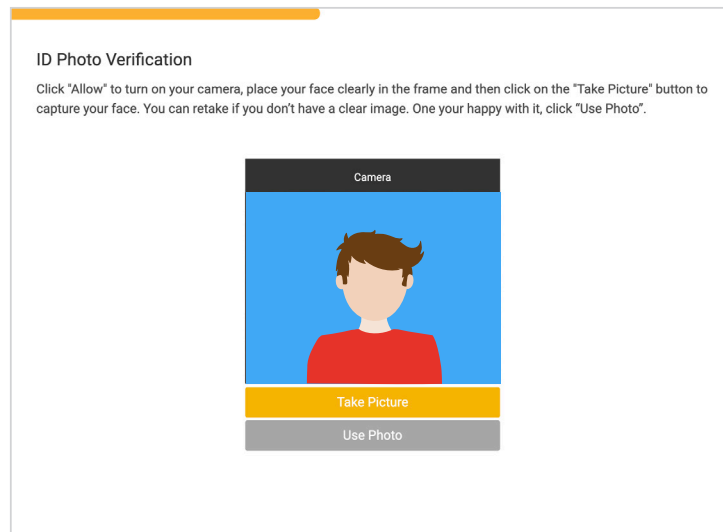 ID Photo Verification
Click "Allow" to turn on your camera, place your face clearly in the frame and then click on the "Take Picture" button to
capture your face. You can retake if you don’t have a clear image. One your happy with it, click “Use Photo”.
Camera
Take Picture
Use Photo